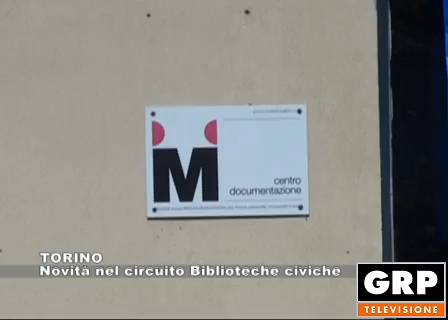 M
centro
documentazione
TORINO
Novità nel circuito Biblioteche civiche
GRP
TELEVISIONE